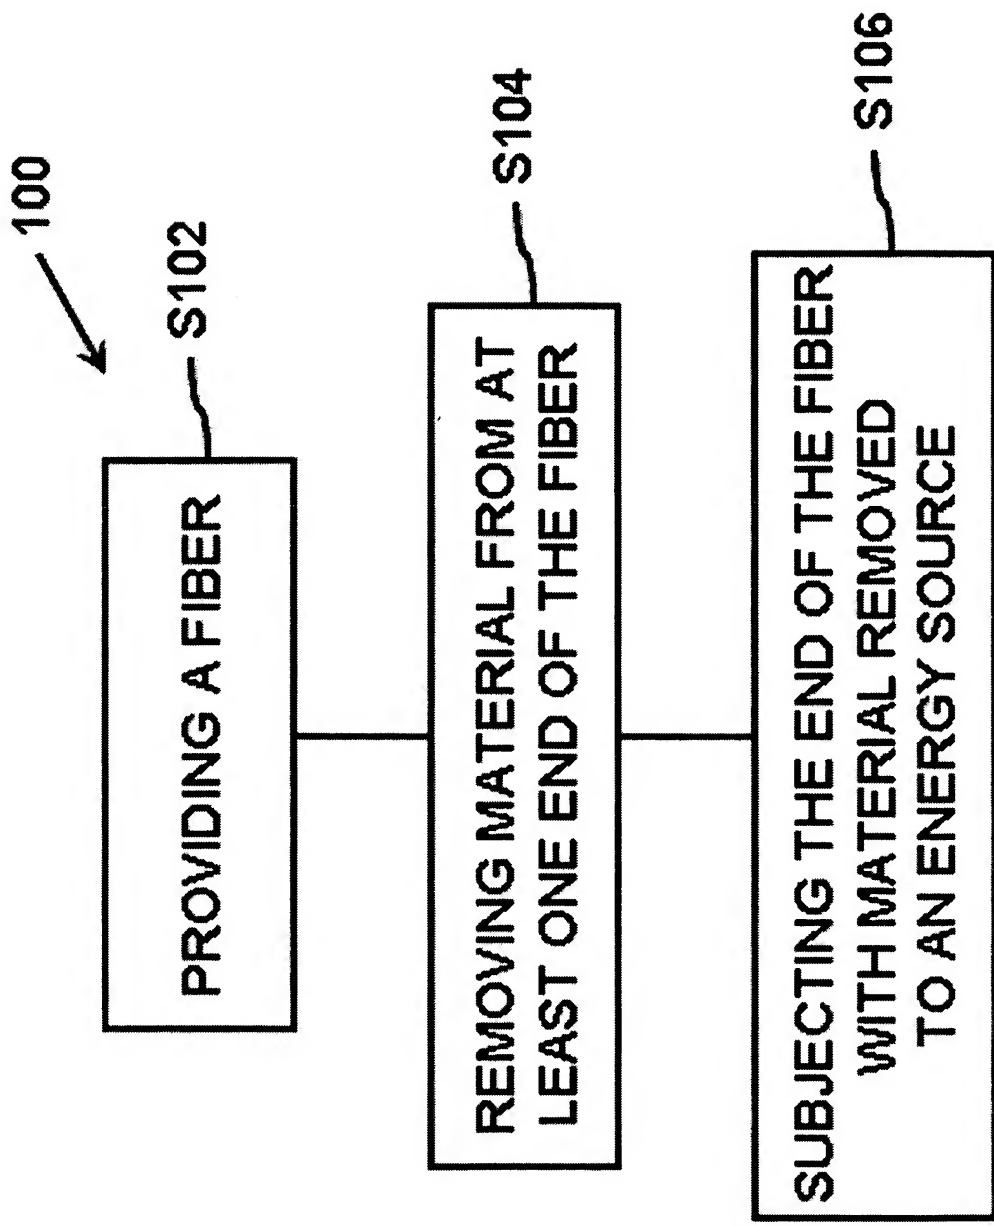 100
PROVIDING A FIBER
S102
REMOVING MATERIAL FROM AT
LEAST ONE END OF THE FIBER
S104
SUBJECTING THE END OF THE FIBER
WITH MATERIAL REMOVED
TO AN ENERGY SOURCE
S106